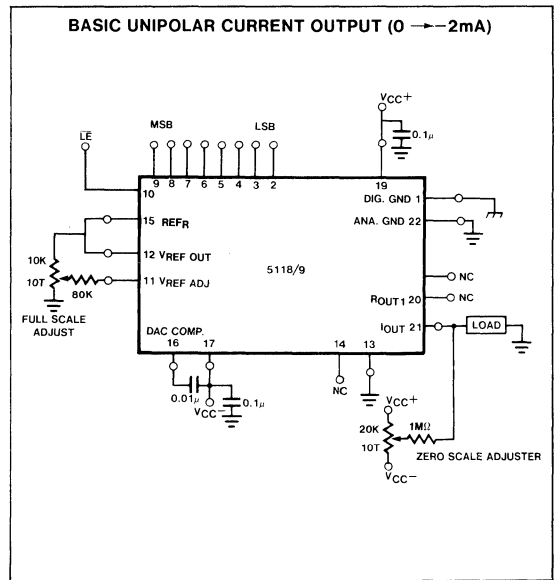 BASIC UNIPOLAR CURRENT OUTPUT (0 → −2mA)
VCC+
0.1μ
MSB LSB
LE
9 8 7 6 5 4 3 2
19
10
DIG. GND 1
15 REFR
ANA. GND 22
12 VREF OUT
10K
10T
80K
11 VREF ADJ
5118/9
NC
ROUT1 20 NC
FULL SCALE
ADJUST
IOUT 21
LOAD
DAC COMP.
16 17
14 13
0.01μ
0.1μ
VCC−
NC
VCC+
20K
10T
1MΩ
ZERO SCALE ADJUSTER
VCC−